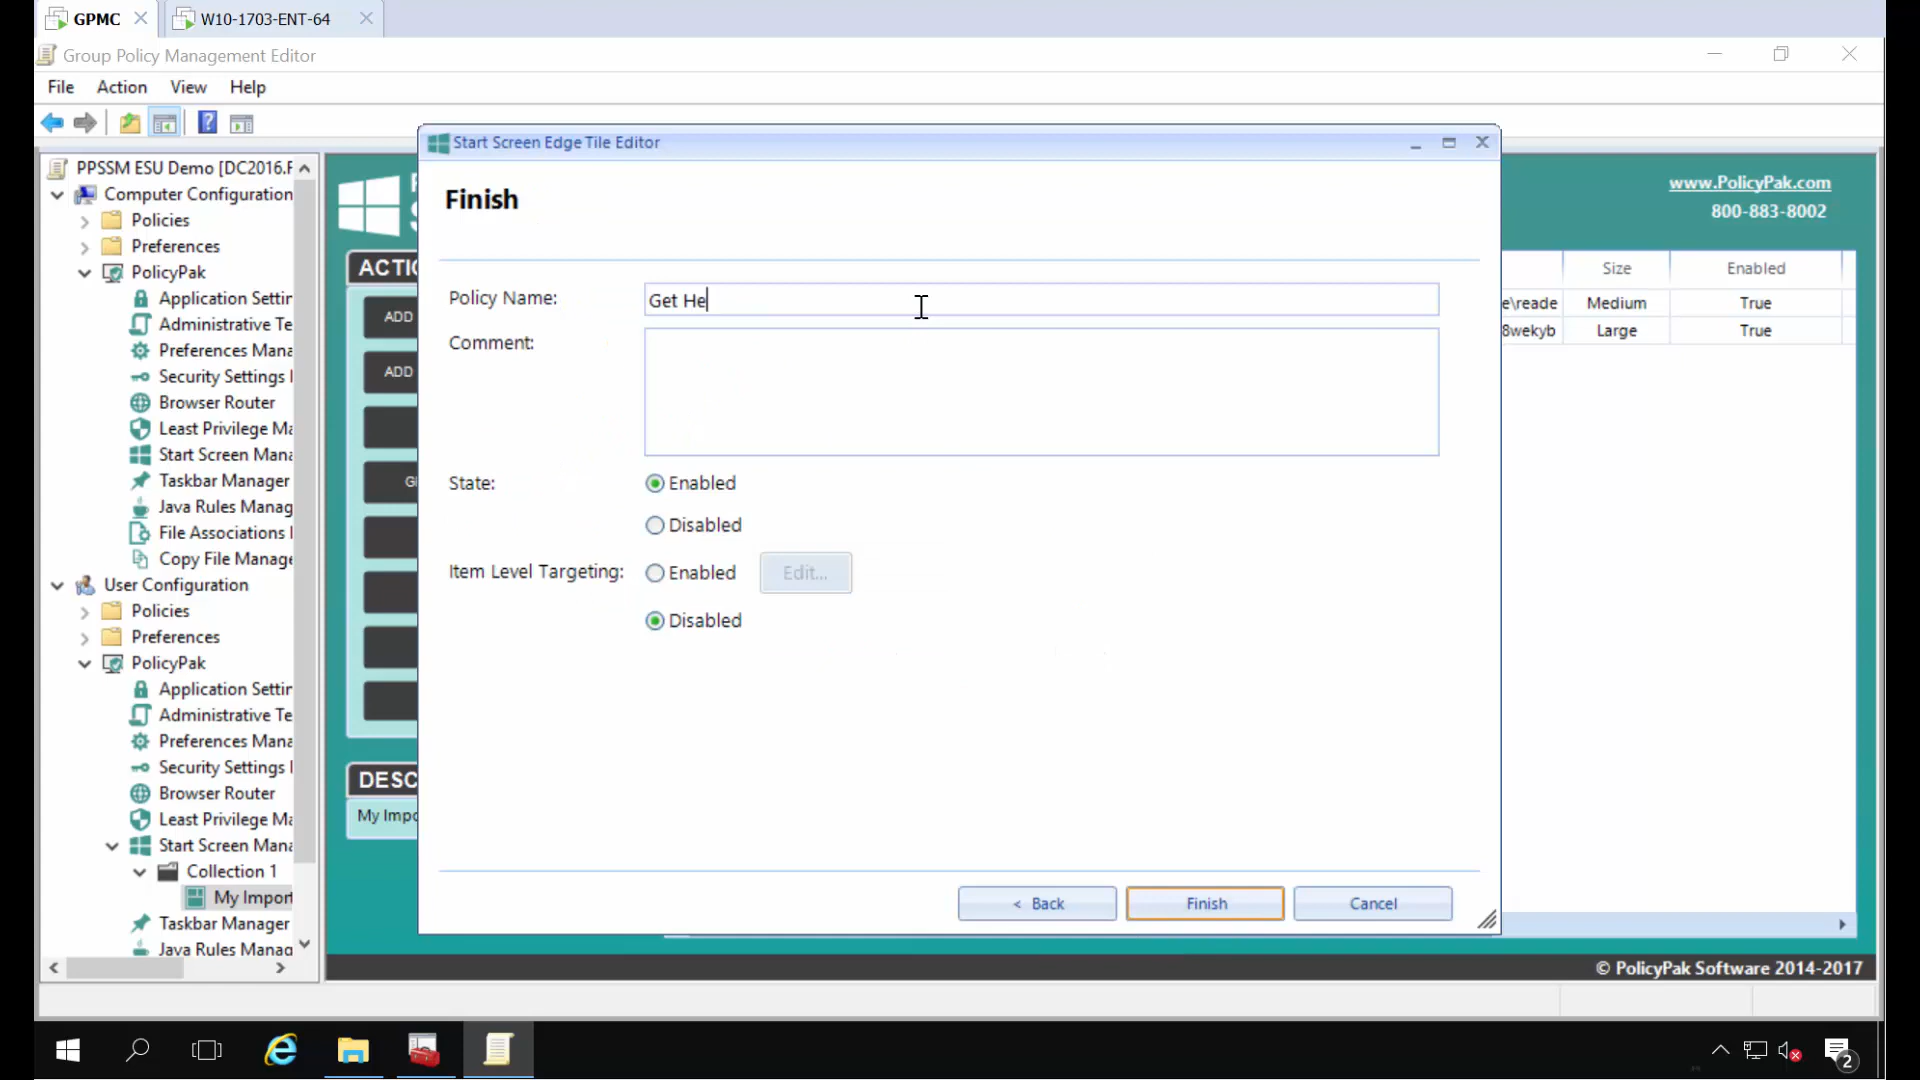 GPMC
W10-1703-ENT-64
Group Policy Management Editor
File Action View Help
PPSSM ESU Demo [DC2016.F
Computer Configuration
Policies
Preferences
PolicyPak
Application Settin
Administrative Te
Preferences Mana
Security Settings
Browser Router
Least Privilege Ma
Start Screen Mana
Taskbar Manager
Java Rules Manag
File Associations
Copy File Manage
User Configuration
Policies
Preferences
PolicyPak
Application Settin
Administrative Te
Preferences Mana
Security Settings
Browser Router
Least Privilege Ma
Start Screen Mana
Collection 1
My Import
Taskbar Manager
Java Rules Manag
ACTIO
ADD
ADD
DESC
My Impo
Start Screen Edge Tile Editor
Finish
Policy Name:
Get He
Comment:
State:
Enabled
Disabled
Item Level Targeting:
Enabled
Edit...
Disabled
< Back
Finish
Cancel
www.PolicyPak.com
800-883-8002
Size Enabled
e\reade Medium True
8wekyb Large True
© PolicyPak Software 2014-2017
2